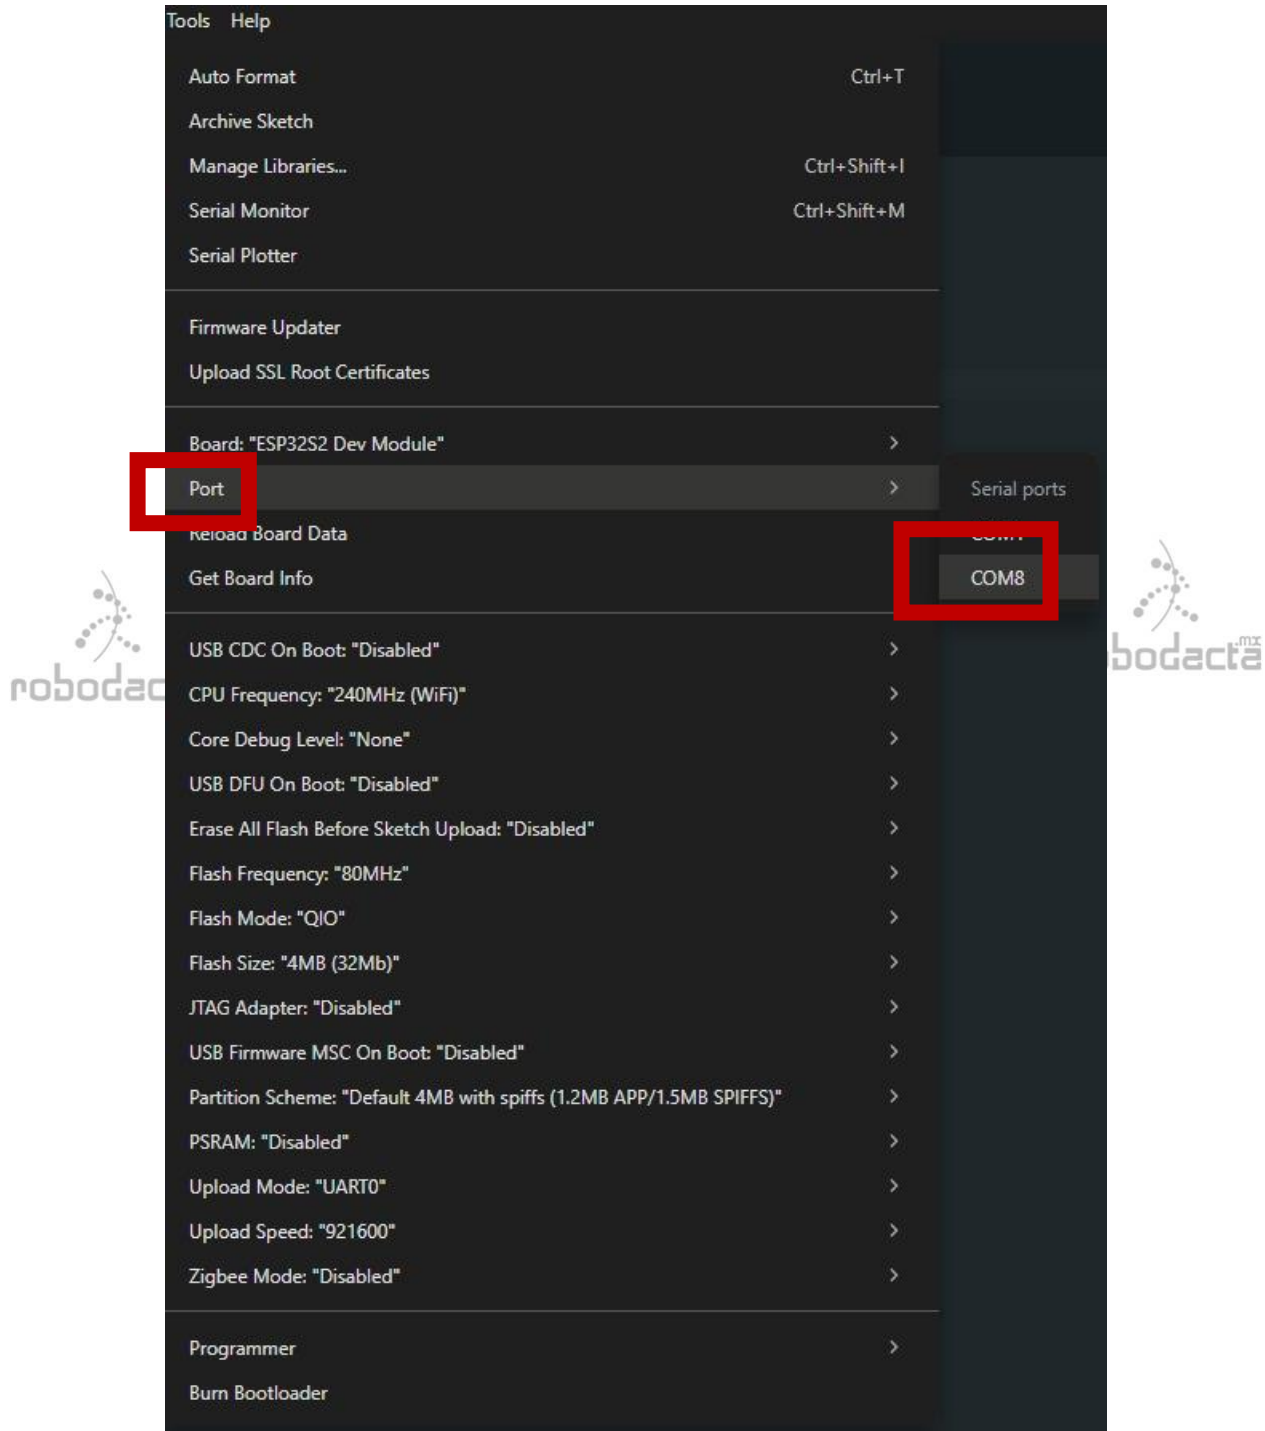 Tools Help
Auto Format Ctrl+T
Archive Sketch
Manage Libraries... Ctrl+Shift+I
Serial Monitor Ctrl+Shift+M
Serial Plotter
Firmware Updater
Upload SSL Root Certificates
Board: "ESP32S2 Dev Module"
Port
Serial ports
Reload Board Data
Get Board Info
COM8
USB CDC On Boot: "Disabled"
CPU Frequency: "240MHz (WiFi)"
Core Debug Level: "None"
USB DFU On Boot: "Disabled"
Erase All Flash Before Sketch Upload: "Disabled"
Flash Frequency: "80MHz"
Flash Mode: "QIO"
Flash Size: "4MB (32Mb)"
JTAG Adapter: "Disabled"
USB Firmware MSC On Boot: "Disabled"
Partition Scheme: "Default 4MB with spiffs (1.2MB APP/1.5MB SPIFFS)"
PSRAM: "Disabled"
Upload Mode: "UART0"
Upload Speed: "921600"
Zigbee Mode: "Disabled"
Programmer
Burn Bootloader
robodac
bodacta mx